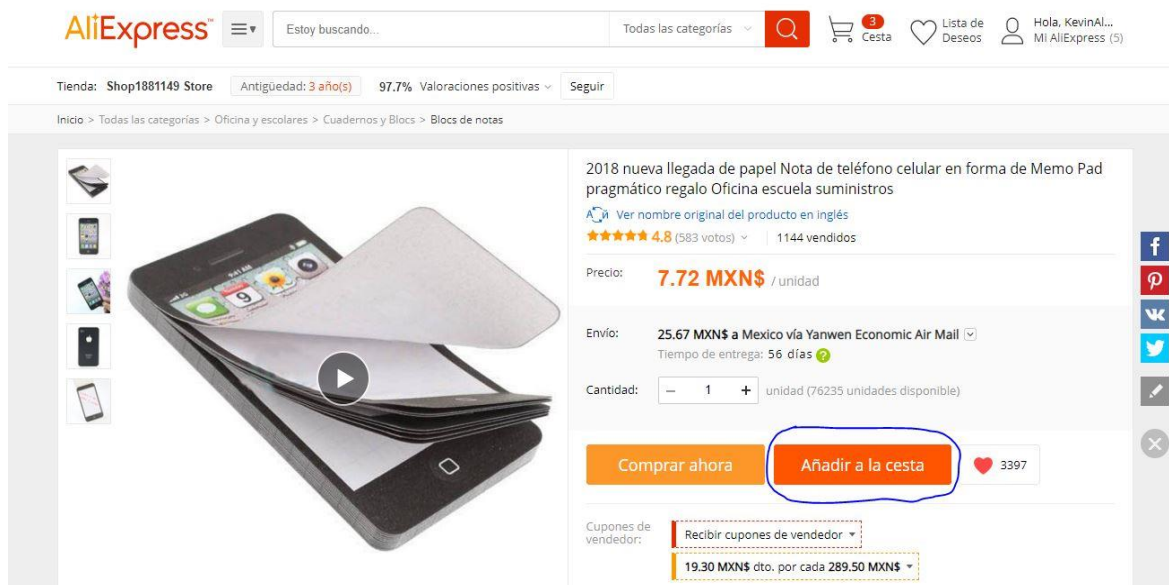 AliExpress™
Estoy buscando...
Todas las categorías
3
Cesta
Lista de
Deseos
Hola, KevinAl...
Mi AliExpress (5)
Tienda: Shop1881149 Store
Antigüedad: 3 año(s)
97.7% Valoraciones positivas
Seguir
Inicio > Todas las categorías > Oficina y escolares > Cuadernos y Blocs > Blocs de notas
2018 nueva llegada de papel Nota de teléfono celular en forma de Memo Pad
pragmático regalo Oficina escuela suministros
Ver nombre original del producto en inglés
4.8 (583 votos)
1144 vendidos
Precio:
7.72 MXN$ / unidad
Envío:
25.67 MXN$ a Mexico vía Yanwen Economic Air Mail
Tiempo de entrega: 56 días
Cantidad:
− 1 +
unidad (76235 unidades disponible)
Comprar ahora
Añadir a la cesta
3397
Cupones de
vendedor:
Recibir cupones de vendedor
19.30 MXN$ dto. por cada 289.50 MXN$
9:41 AM
9